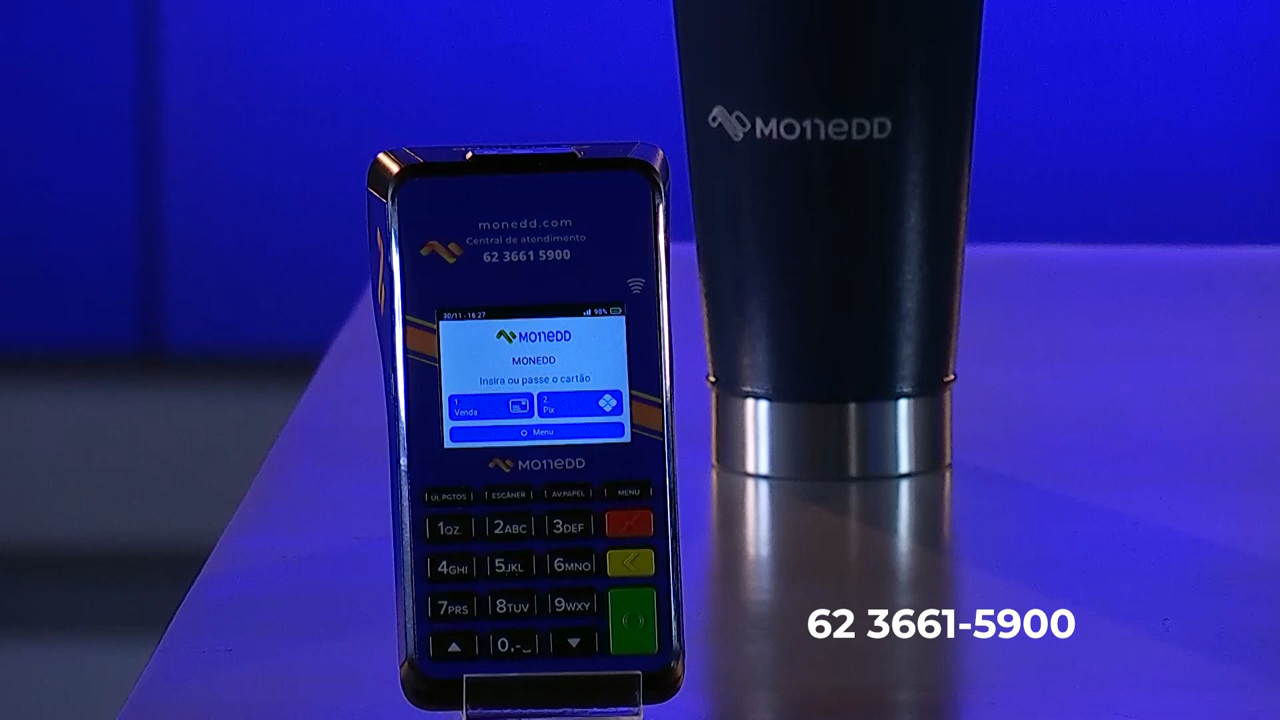 MONEDD
monedd.com
Central de atendimento
62 3661 5900
30/11 - 16:27
98%
MONEDD
MONEDD
Insira ou passe o cartão
1
Venda
2
Pix
Menu
MONEDD
ÚL.PGTOS ESCÂNER AV.PAPEL MENU
1QZ. 2ABC 3DEF
4GHI 5JKL 6MNO
7PRS 8TUV 9WXY
0,-_
62 3661-5900